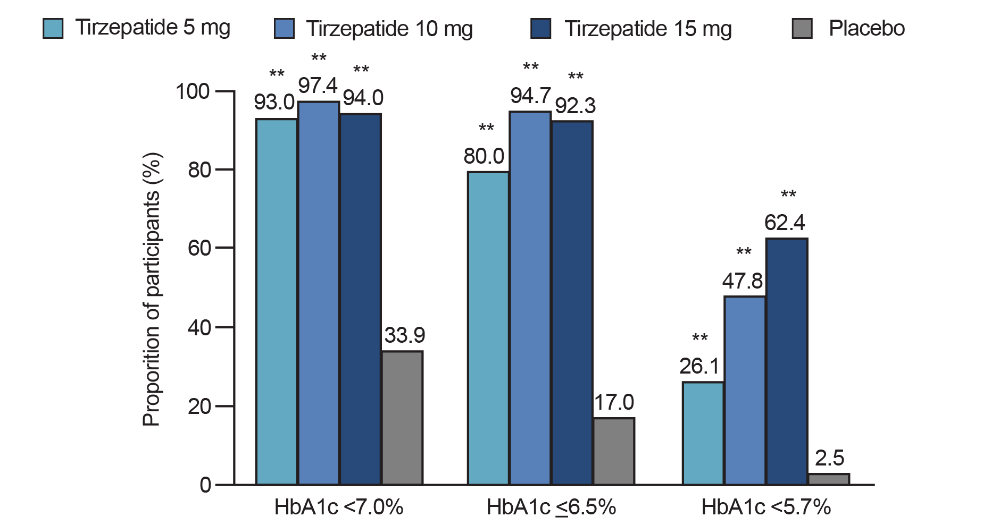 Tirzepatide 5 mg Tirzepatide 10 mg Tirzepatide 15 mg Placebo
Proporition of participants (%)
100
80
60
40
20
0
** ** **
93.0 97.4 94.0 33.9
** ** **
80.0 94.7 92.3 17.0
** ** **
26.1 47.8 62.4 2.5
HbA1c <7.0% HbA1c ≤6.5% HbA1c <5.7%